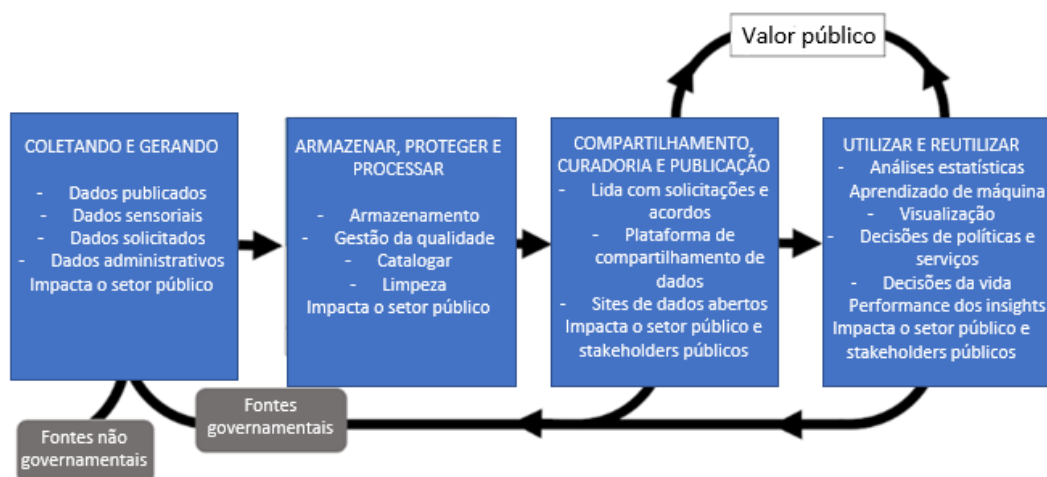 Valor público
COLETANDO E GERANDO
- Dados publicados
- Dados sensoriais
- Dados solicitados
- Dados administrativos
Impacta o setor público
ARMAZENAR, PROTEGER E
PROCESSAR
- Armazenamento
- Gestão da qualidade
- Catalogar
- Limpeza
Impacta o setor público
COMPARTILHAMENTO,
CURADORIA E PUBLICAÇÃO
- Lida com solicitações e
acordos
- Plataforma de
compartilhamento de
dados
- Sites de dados abertos
Impacta o setor público e
stakeholders públicos
UTILIZAR E REUTILIZAR
- Análises estatísticas
Aprendizado de máquina
- Visualização
- Decisões de políticas e
serviços
- Decisões da vida
Performance dos insights
Impacta o setor público e
stakeholders públicos
Fontes
governamentais
Fontes não
governamentais